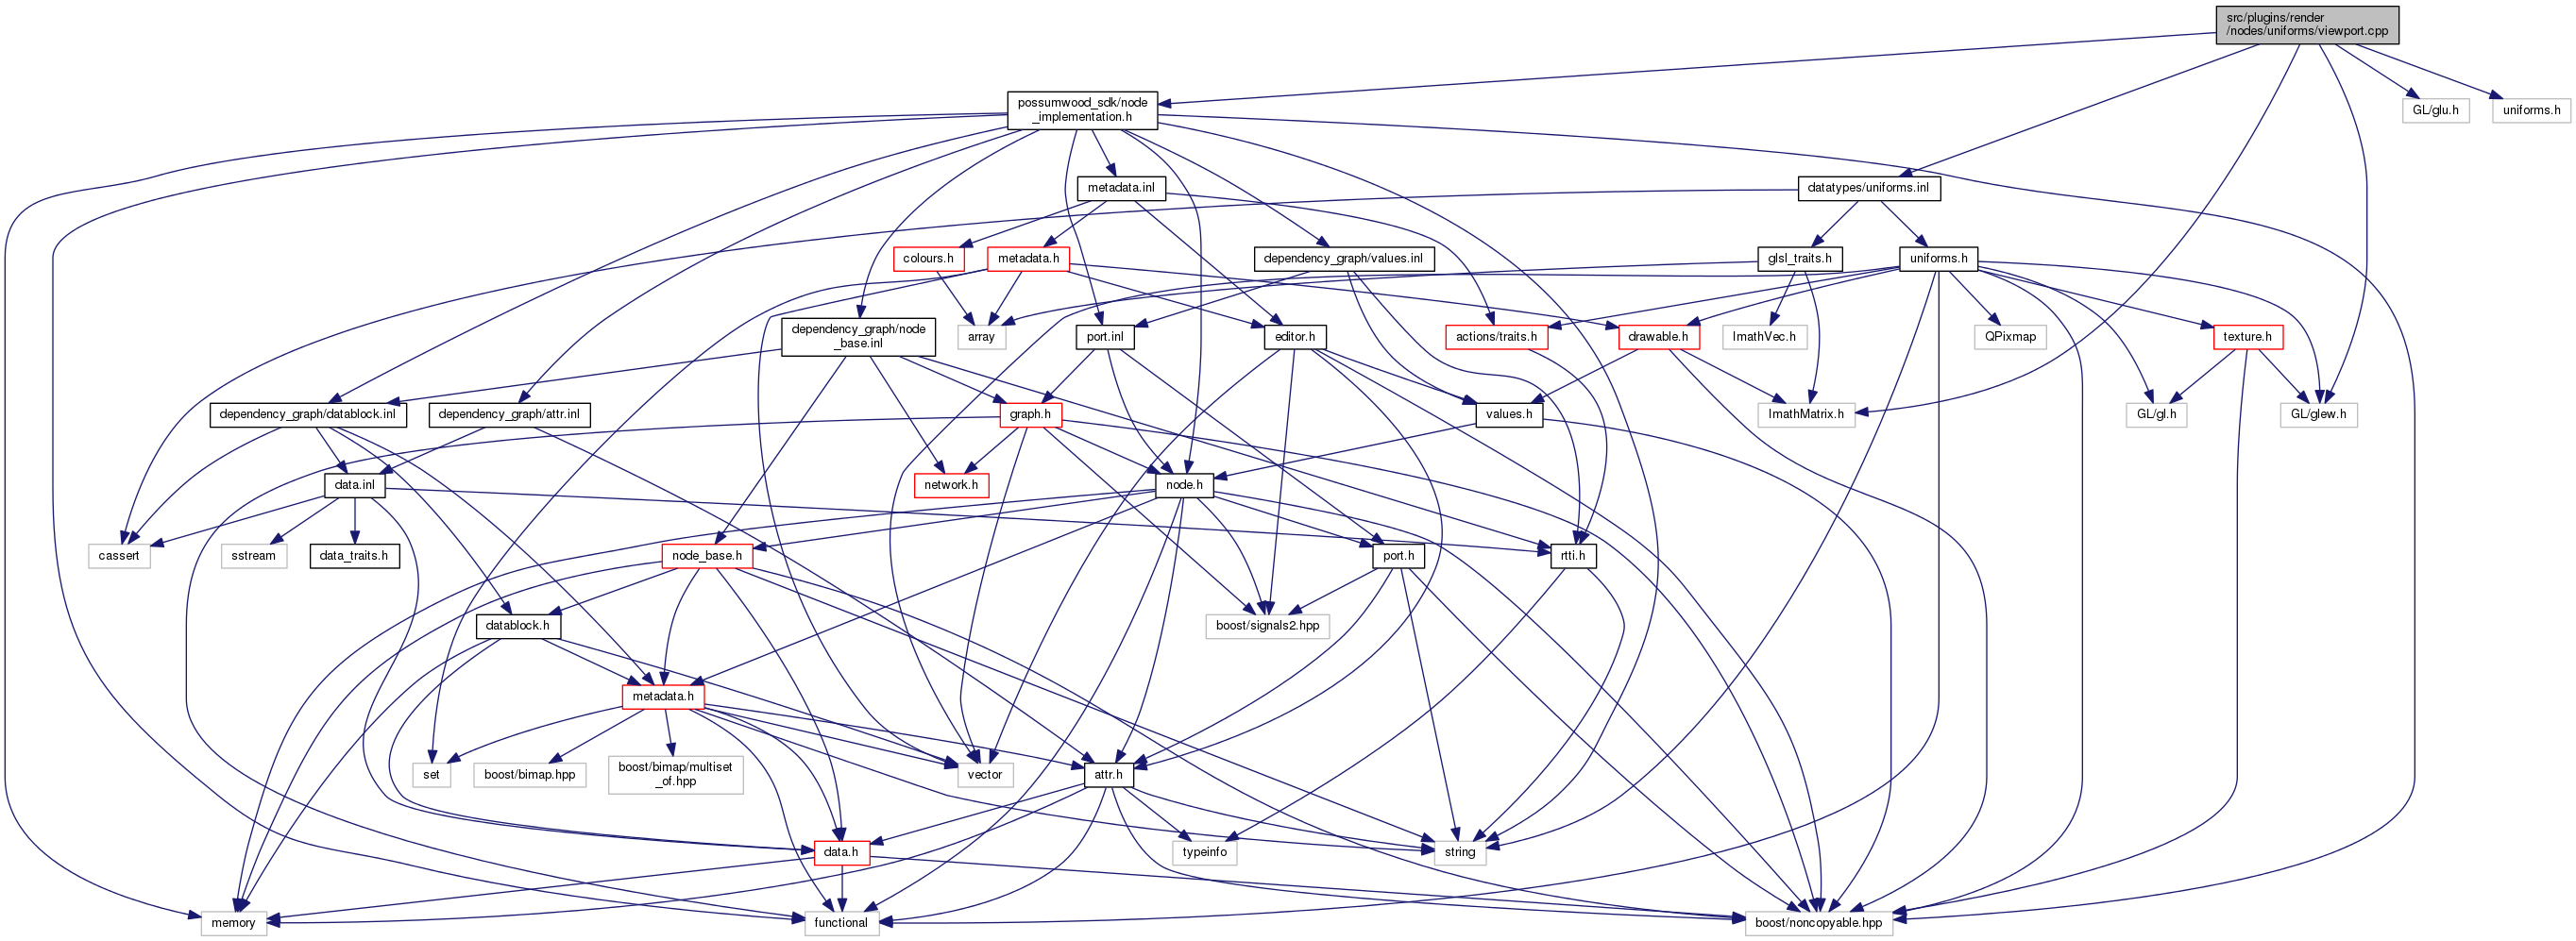 src/plugins/render
/nodes/uniforms/viewport.cpp
possumwood_sdk/node
_implementation.h
GL/glu.h
uniforms.h
metadata.inl
datatypes/uniforms.inl
colours.h
metadata.h
dependency_graph/values.inl
glsl_traits.h
uniforms.h
dependency_graph/node
_base.inl
array
port.inl
editor.h
actions/traits.h
drawable.h
ImathVec.h
QPixmap
texture.h
dependency_graph/datablock.inl
dependency_graph/attr.inl
graph.h
values.h
ImathMatrix.h
GL/gl.h
GL/glew.h
data.inl
network.h
node.h
cassert
sstream
data_traits.h
node_base.h
port.h
rtti.h
datablock.h
boost/signals2.hpp
metadata.h
set
boost/bimap.hpp
boost/bimap/multiset
_of.hpp
vector
attr.h
data.h
typeinfo
string
memory
functional
boost/noncopyable.hpp